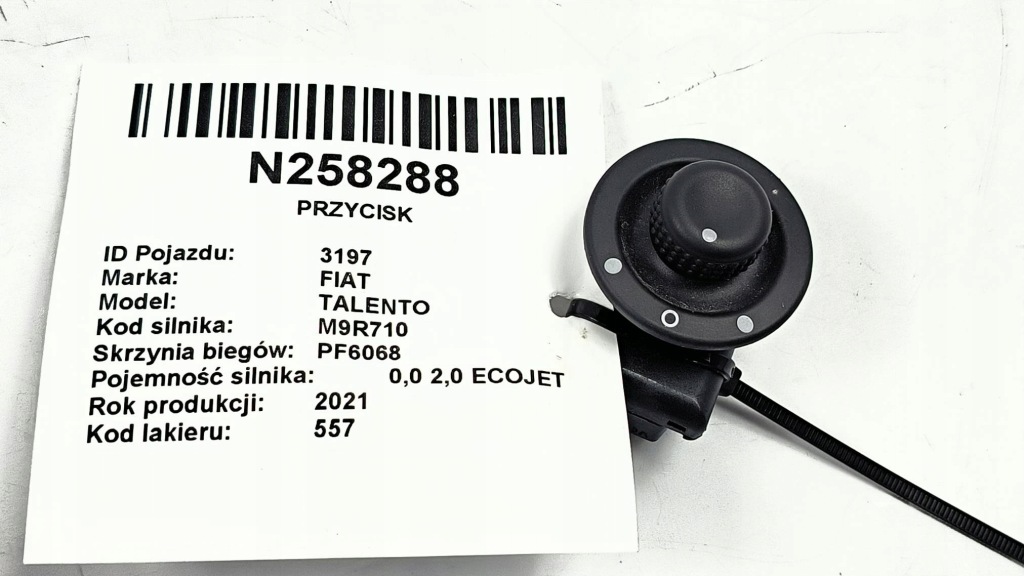 N258288
PRZYCISK
ID Pojazdu: 3197
Marka: FIAT
Model: TALENTO
Kod silnika: M9R710
Skrzynia biegów: PF6068
Pojemność silnika: 0,0 2,0 ECOJET
Rok produkcji: 2021
Kod lakieru: 557